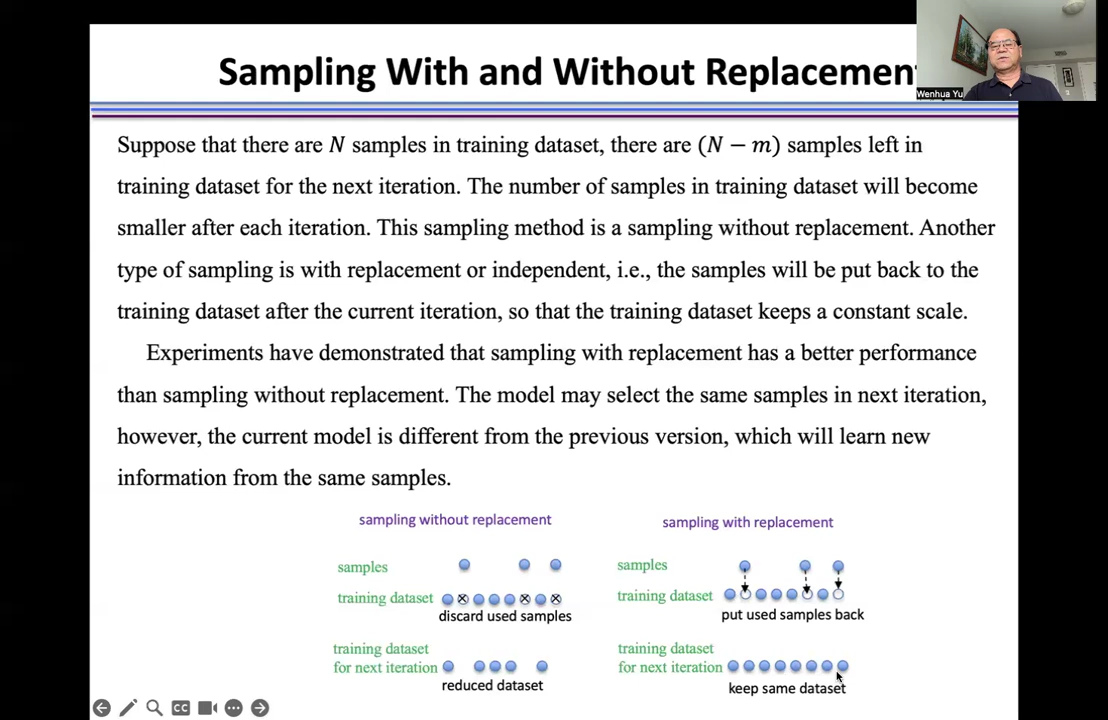 Sampling With and Without Replacemen
Wenhua Yu
Suppose that there are N samples in training dataset, there are (N − m) samples left in
training dataset for the next iteration. The number of samples in training dataset will become
smaller after each iteration. This sampling method is a sampling without replacement. Another
type of sampling is with replacement or independent, i.e., the samples will be put back to the
training dataset after the current iteration, so that the training dataset keeps a constant scale.
Experiments have demonstrated that sampling with replacement has a better performance
than sampling without replacement. The model may select the same samples in next iteration,
however, the current model is different from the previous version, which will learn new
information from the same samples.
sampling without replacement
samples
training dataset
discard used samples
training dataset
for next iteration
reduced dataset
sampling with replacement
samples
training dataset
put used samples back
training dataset
for next iteration
keep same dataset
CC